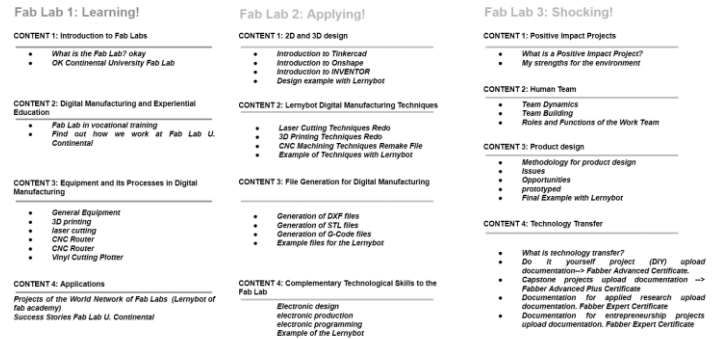 Fab Lab 1: Learning!
CONTENT 1: Introduction to Fab Labs
What is the Fab Lab? okay
OK Continental University Fab Lab
CONTENT 2: Digital Manufacturing and Experiential
Education
Fab Lab in vocational training
Find out how we work at Fab Lab U.
Continental
CONTENT 3: Equipment and its Processes in Digital
Manufacturing
General Equipment
3D printing
laser cutting
CNC Router
CNC Router
Vinyl Cutting Plotter
CONTENT 4: Applications
Projects of the World Network of Fab Labs (Lernybot of
fab academy)
Success Stories Fab Lab U. Continental
Fab Lab 2: Applying!
CONTENT 1: 2D and 3D design
Introduction to Tinkercad
Introduction to Onshape
Introduction to INVENTOR
Design example with Lernybot
CONTENT 2: Lernybot Digital Manufacturing Techniques
Laser Cutting Techniques Redo
3D Printing Techniques Redo
CNC Machining Techniques Remake File
Example of Techniques with Lernybot
CONTENT 3: File Generation for Digital Manufacturing
Generation of DXF files
Generation of STL files
Generation of G-Code files
Example files for the Lernybot
CONTENT 4: Complementary Technological Skills to the
Fab Lab
Electronic design
electronic production
electronic programming
Example of the Lernybot
Fab Lab 3: Shocking!
CONTENT 1: Positive Impact Projects
What is a Positive Impact Project?
My strengths for the environment
CONTENT 2: Human Team
Team Dynamics
Team Building
Roles and Functions of the Work Team
CONTENT 3: Product design
Methodology for product design
Issues
Opportunities
prototyped
Final Example with Lernybot
CONTENT 4: Technology Transfer
What is technology transfer?
Do it yourself project (DIY) upload
documentation--> Fabber Advanced Certificate.
Capstone projects upload documentation -->
Fabber Advanced Plus Certificate
Documentation for applied research upload
documentation. Fabber Expert Certificate
Documentation for entrepreneurship projects
upload documentation. Fabber Expert Certificate